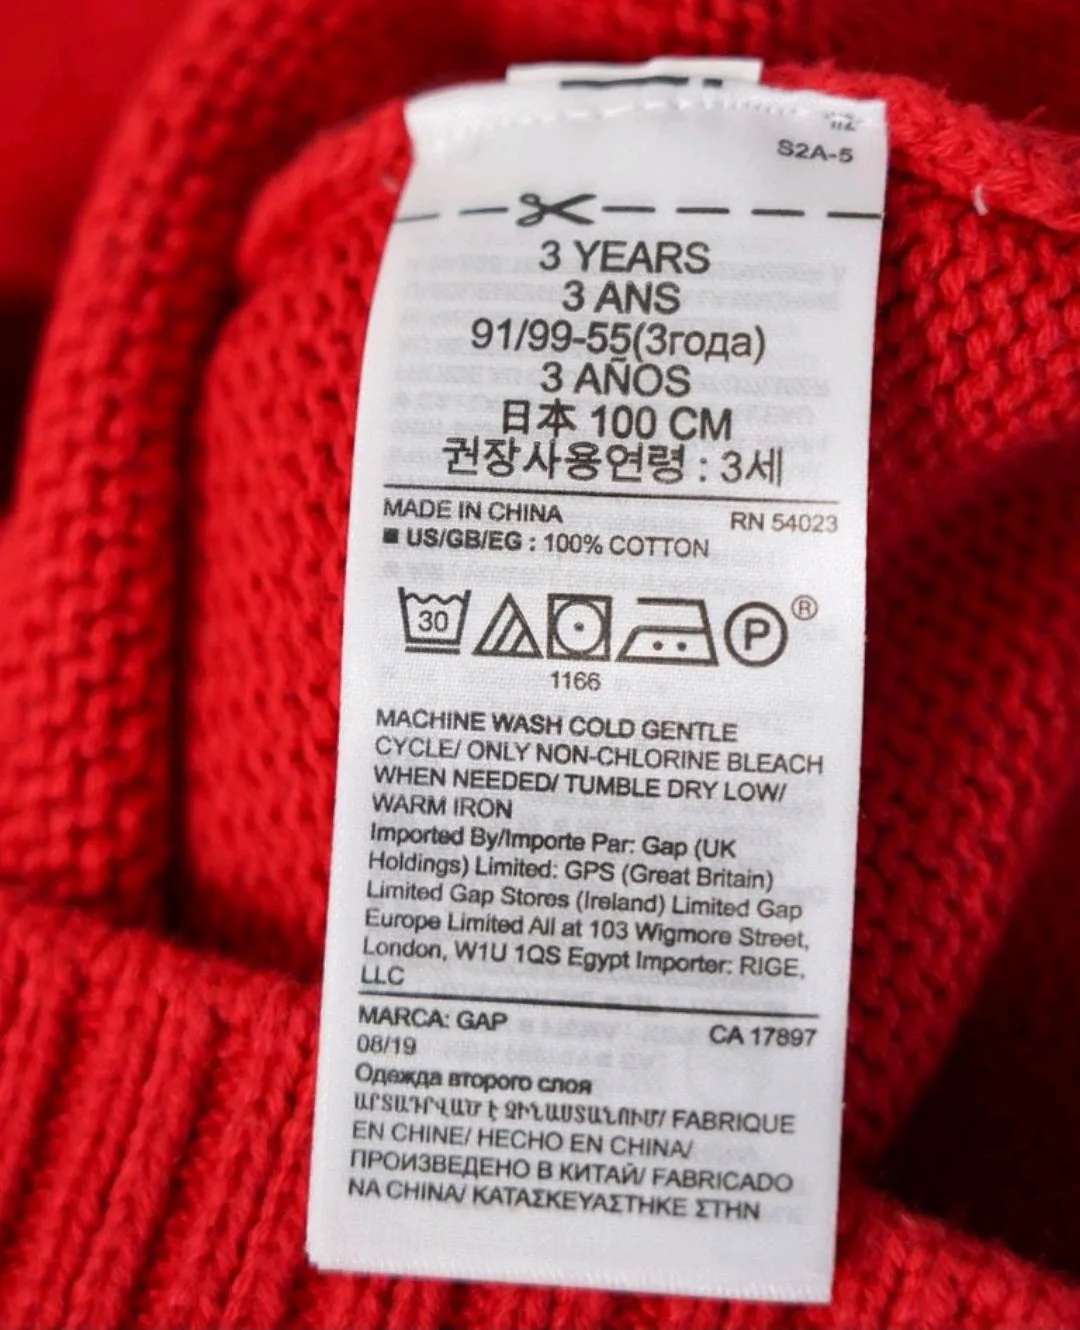 S2A-5
3 YEARS
3 ANS
91/99-55(3года)
3 AÑOS
日本 100 CM
권장사용연령 : 3세
MADE IN CHINA RN 54023
■ US/GB/EG : 100% COTTON
30 P ®
1166
MACHINE WASH COLD GENTLE
CYCLE/ ONLY NON-CHLORINE BLEACH
WHEN NEEDED/ TUMBLE DRY LOW/
WARM IRON
Imported By/Importe Par: Gap (UK
Holdings) Limited: GPS (Great Britain)
Limited Gap Stores (Ireland) Limited Gap
Europe Limited All at 103 Wigmore Street,
London, W1U 1QS Egypt Importer: RIGE,
LLC
MARCA: GAP CA 17897
08/19
Одежда второго слоя
ԱՐՏԱԴՐՎԱԾ Է ՉԻՆԱՍՏԱՆՈՒՄ/ FABRIQUE
EN CHINE/ HECHO EN CHINA/
ПРОИЗВЕДЕНО В КИТАЙ/ FABRICADO
NA CHINA/ ΚΑΤΑΣΚΕΥΑΣΤΗΚΕ ΣΤΗΝ